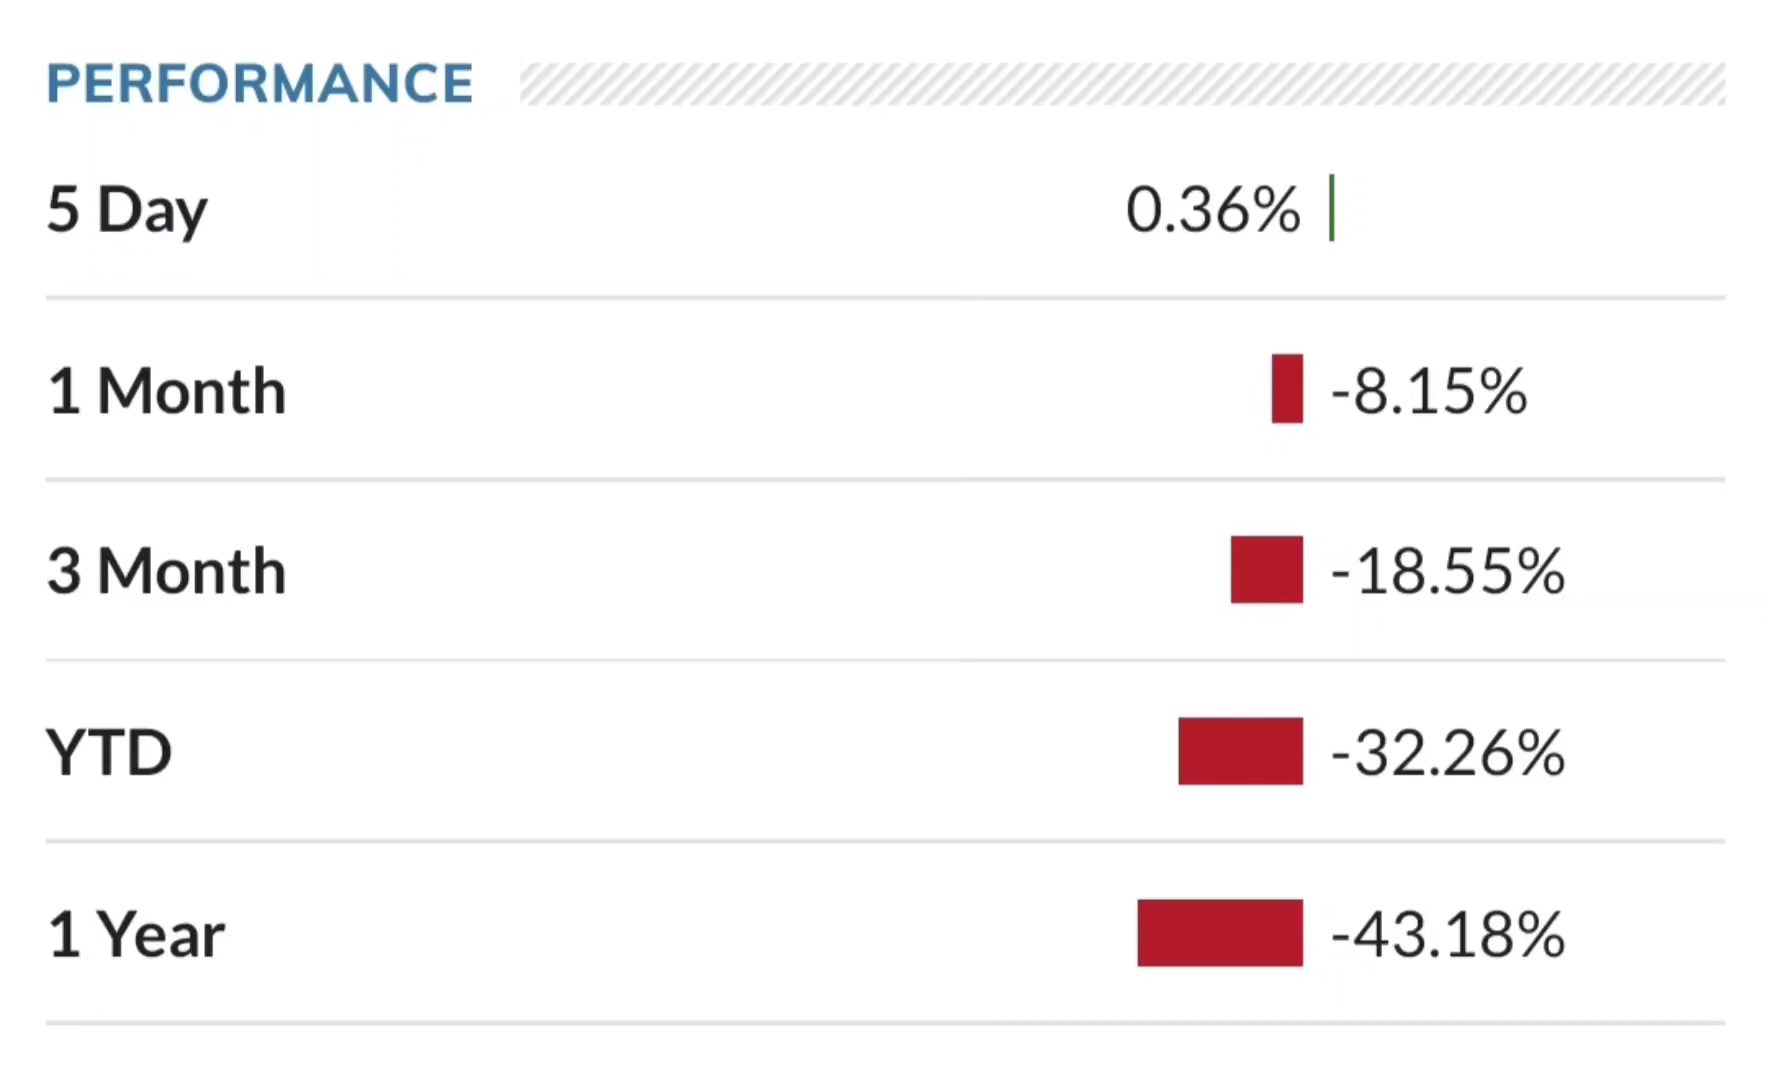 PERFORMANCE
5 Day 0.36%
1 Month -8.15%
3 Month -18.55%
YTD -32.26%
1 Year -43.18%